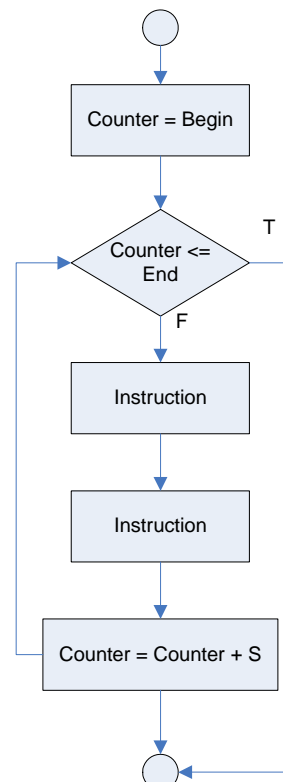 Counter = Begin
T
Counter <=
End
F
Instruction
Instruction
Counter = Counter + S